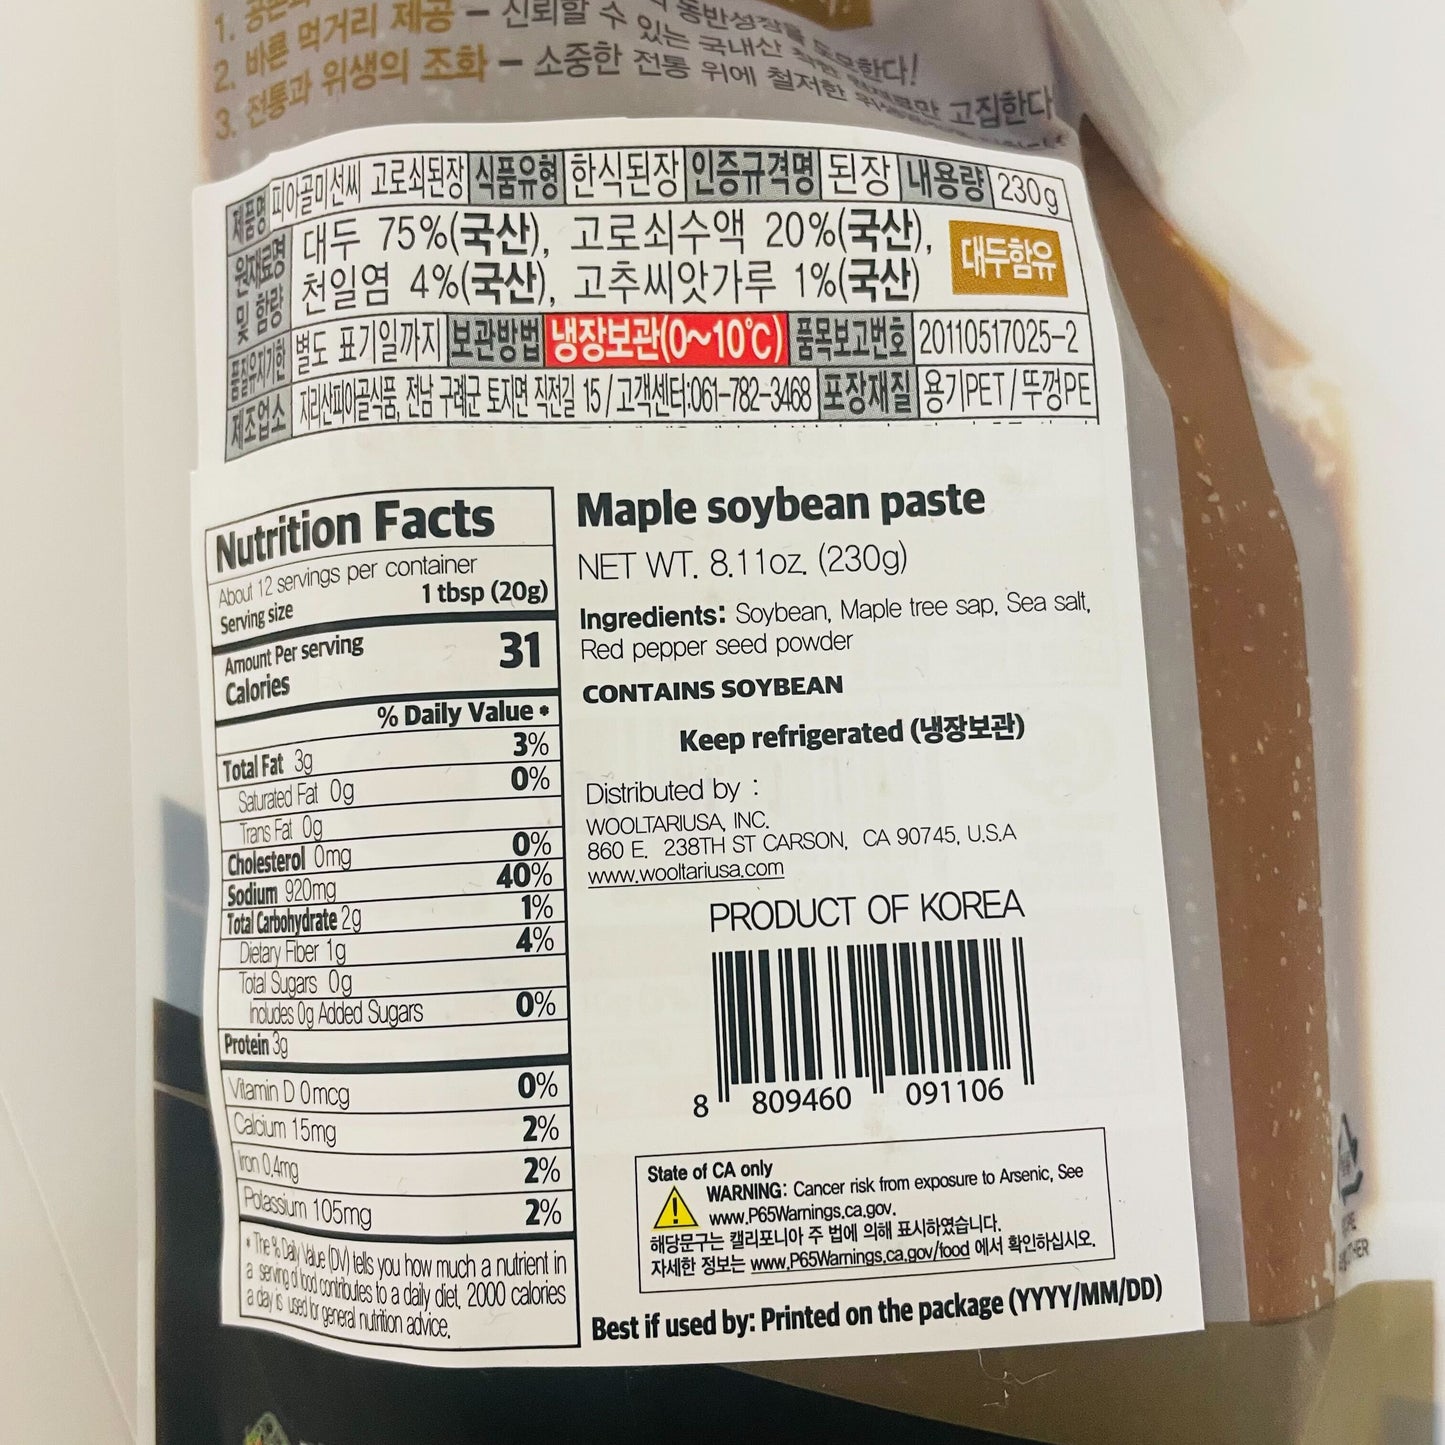 2. 바른 먹거리 제공 – 신뢰할 수 있는 국내산
3. 전통과 위생의 조화 – 소중한 전통 위에 철저한 고집한다
제품명 피아골미선씨 고로쇠된장 식품유형 한식된장 인증규격명 된장 내용량 230g
원재료명 및 함량 대두 75%(국산), 고로쇠수액 20%(국산),
천일염 4%(국산), 고추씨앗가루 1%(국산)
대두함유
품질유지기한 별도 표기일까지 보관방법 냉장보관(0~10℃) 품목보고번호 20110517025-2
제조업소 지리산피아골식품, 전남 구례군 토지면 직전길 15 / 고객센터:061-782-3468 포장재질 용기PET / 뚜껑PE
Nutrition Facts
About 12 servings per container
Serving size 1 tbsp (20g)
Amount Per serving
Calories 31
% Daily Value *
Total Fat 3g 3%
Saturated Fat 0g 0%
Trans Fat 0g
Cholesterol 0mg 0%
Sodium 920mg 40%
Total Carbohydrate 2g 1%
Dietary Fiber 1g 4%
Total Sugars 0g
Includes 0g Added Sugars 0%
Protein 3g
Vitamin D 0mcg 0%
Calcium 15mg 2%
Iron 0.4mg 2%
Potassium 105mg 2%
* The % Daily Value (DV) tells you how much a nutrient in
a serving of food contributes to a daily diet, 2000 calories
a day is used for general nutrition advice.
Maple soybean paste
NET WT. 8.11oz. (230g)
Ingredients: Soybean, Maple tree sap, Sea salt,
Red pepper seed powder
CONTAINS SOYBEAN
Keep refrigerated (냉장보관)
Distributed by :
WOOLTARIUSA, INC.
860 E. 238TH ST CARSON, CA 90745, U.S.A
www.wooltariusa.com
PRODUCT OF KOREA
8 809460 091106
State of CA only
WARNING: Cancer risk from exposure to Arsenic, See
www.P65Warnings.ca.gov.
해당문구는 캘리포니아 주 법에 의해 표시하였습니다.
자세한 정보는 www.P65Warnings.ca.gov/food 에서 확인하십시오.
Best if used by: Printed on the package (YYYY/MM/DD)